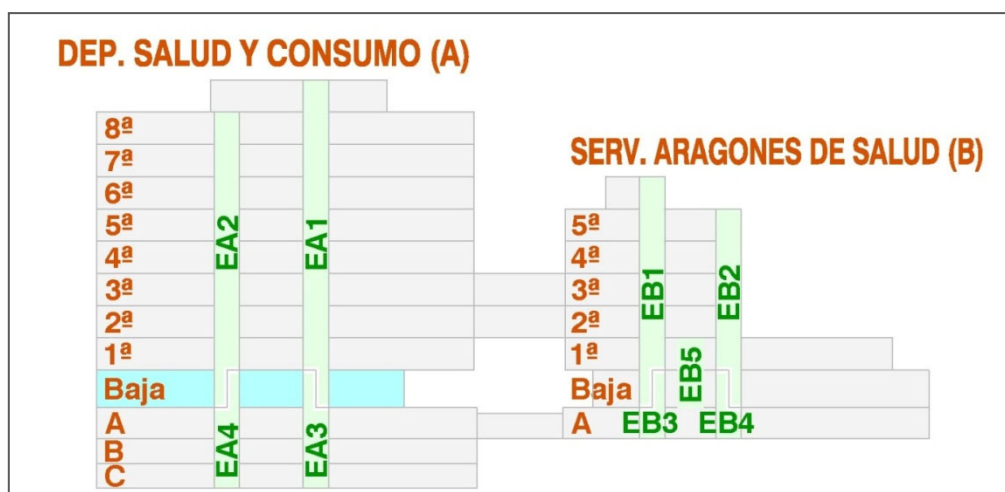 DEP. SALUD Y CONSUMO (A)
8ª
7ª
6ª
5ª
4ª
3ª
2ª
1ª
Baja
A
B
C
EA2
EA1
EA4
EA3
SERV. ARAGONES DE SALUD (B)
5ª
4ª
3ª
2ª
1ª
Baja
A
EB1
EB2
EB5
EB3
EB4